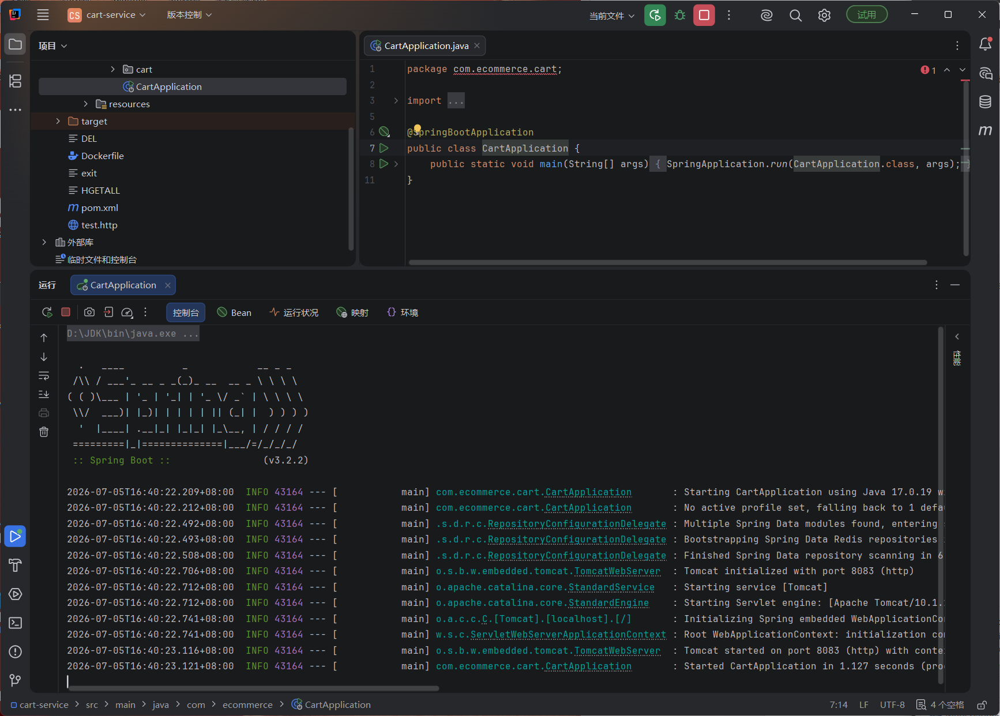 CS cart-service 版本控制 当前文件 试用
项目
cart
CartApplication
resources
target
DEL
Dockerfile
exit
HGETALL
pom.xml
test.http
外部库
临时文件和控制台
CartApplication.java
1 package com.ecommerce.cart; 1
2
3 import ...
5
6 @SpringBootApplication
7 public class CartApplication {
8 public static void main(String[] args) { SpringApplication.run(CartApplication.class, args); }
11 }
运行 CartApplication
控制台 Bean 运行状况 映射 环境
性能
D:\JDK\bin\java.exe ...
  .   ____          _            __ _ _
 /\\ / ___'_ __ _ _(_)_ __  __ _ \ \ \ \
( ( )\___ | '_ | '_| | '_ \/ _` | \ \ \ \
 \\/  ___)| |_)| | | | | || (_| |  ) ) ) )
  '  |____| .__|_| |_|_| |_\__, | / / / /
 =========|_|==============|___/=/_/_/_/
 :: Spring Boot ::                (v3.2.2)
2026-07-05T16:40:22.209+08:00  INFO 43164 --- [           main] com.ecommerce.cart.CartApplication       : Starting CartApplication using Java 17.0.19 w
2026-07-05T16:40:22.212+08:00  INFO 43164 --- [           main] com.ecommerce.cart.CartApplication       : No active profile set, falling back to 1 defa
2026-07-05T16:40:22.492+08:00  INFO 43164 --- [           main] .s.d.r.c.RepositoryConfigurationDelegate : Multiple Spring Data modules found, entering
2026-07-05T16:40:22.493+08:00  INFO 43164 --- [           main] .s.d.r.c.RepositoryConfigurationDelegate : Bootstrapping Spring Data Redis repositories
2026-07-05T16:40:22.508+08:00  INFO 43164 --- [           main] .s.d.r.c.RepositoryConfigurationDelegate : Finished Spring Data repository scanning in 6
2026-07-05T16:40:22.706+08:00  INFO 43164 --- [           main] o.s.b.w.embedded.tomcat.TomcatWebServer  : Tomcat initialized with port 8083 (http)
2026-07-05T16:40:22.712+08:00  INFO 43164 --- [           main] o.apache.catalina.core.StandardService   : Starting service [Tomcat]
2026-07-05T16:40:22.712+08:00  INFO 43164 --- [           main] o.apache.catalina.core.StandardEngine    : Starting Servlet engine: [Apache Tomcat/10.1.
2026-07-05T16:40:22.741+08:00  INFO 43164 --- [           main] o.a.c.c.C.[Tomcat].[localhost].[/]       : Initializing Spring embedded WebApplicationCo
2026-07-05T16:40:22.741+08:00  INFO 43164 --- [           main] w.s.c.ServletWebServerApplicationContext : Root WebApplicationContext: initialization co
2026-07-05T16:40:23.116+08:00  INFO 43164 --- [           main] o.s.b.w.embedded.tomcat.TomcatWebServer  : Tomcat started on port 8083 (http) with conte
2026-07-05T16:40:23.121+08:00  INFO 43164 --- [           main] com.ecommerce.cart.CartApplication       : Started CartApplication in 1.127 seconds (pro
cart-service > src > main > java > com > ecommerce > CartApplication 7:14 LF UTF-8 4 个空格